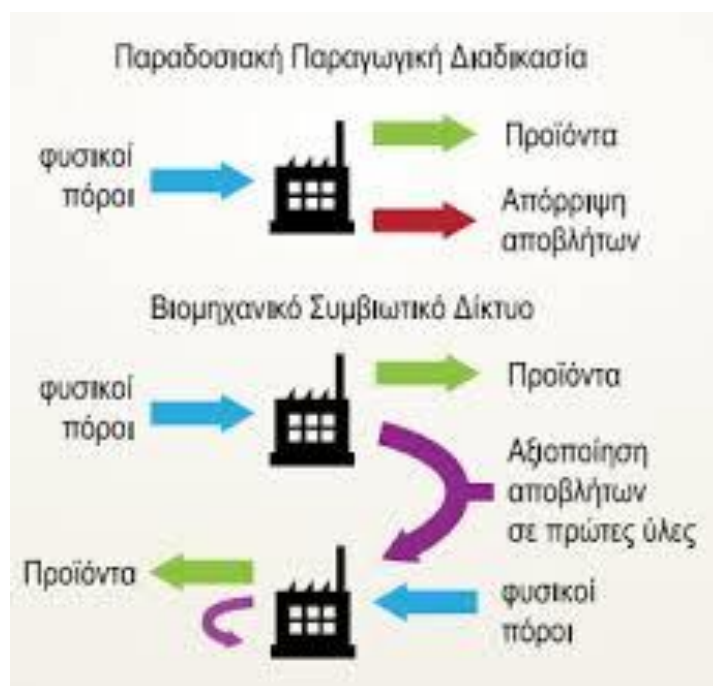 Παραδοσιακή Παραγωγική Διαδικασία
φυσικοί
πόροι
Προϊόντα
Απόρριψη
αποβλήτων
Βιομηχανικό Συμβιωτικό Δίκτυο
φυσικοί
πόροι
Προϊόντα
Αξιοποίηση
αποβλήτων
σε πρώτες ύλες
Προϊόντα
φυσικοί
πόροι